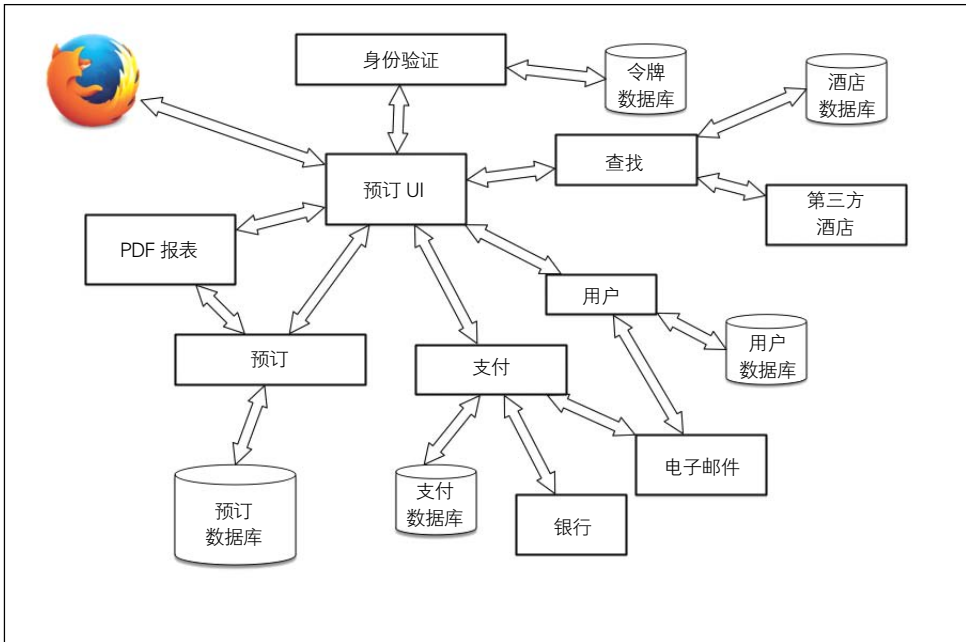 身份验证
令牌
数据库
酒店
数据库
查找
预订 UI
第三方
酒店
PDF 报表
用户
预订
支付
用户
数据库
电子邮件
预订
数据库
支付
数据库
银行